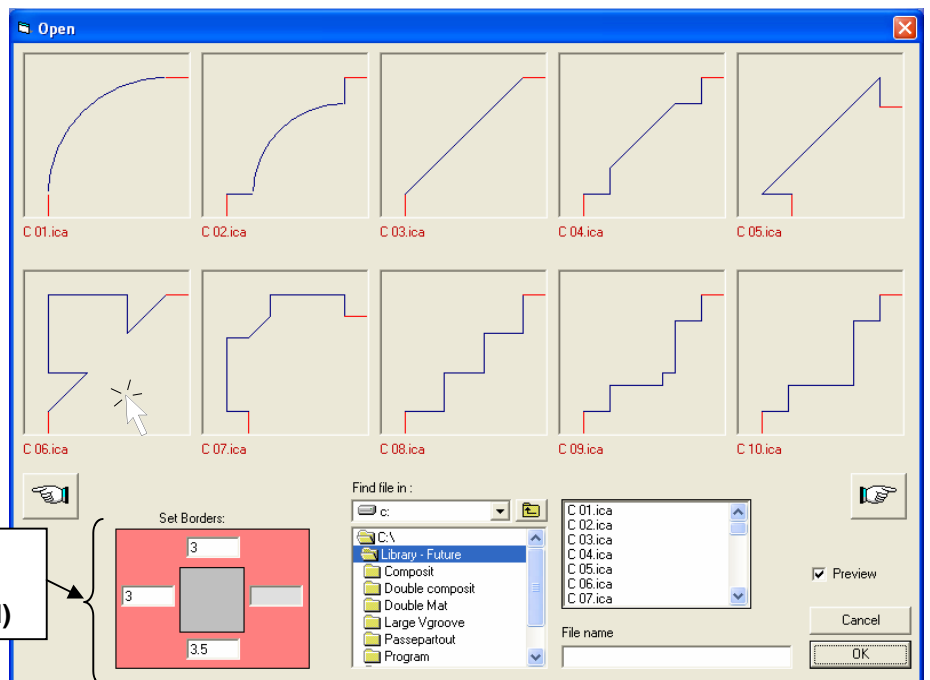 Open
C 01.ica C 02.ica C 03.ica C 04.ica C 05.ica
C 06.ica C 07.ica C 08.ica C 09.ica C 10.ica
Set Borders:
3
3
3.5
Find file in :
c:
C:\
Library - Future
Composit
Double composit
Double Mat
Large Vgroove
Passepartout
Program
C 01.ica
C 02.ica
C 03.ica
C 04.ica
C 05.ica
C 06.ica
C 07.ica
File name
Preview
Cancel
OK